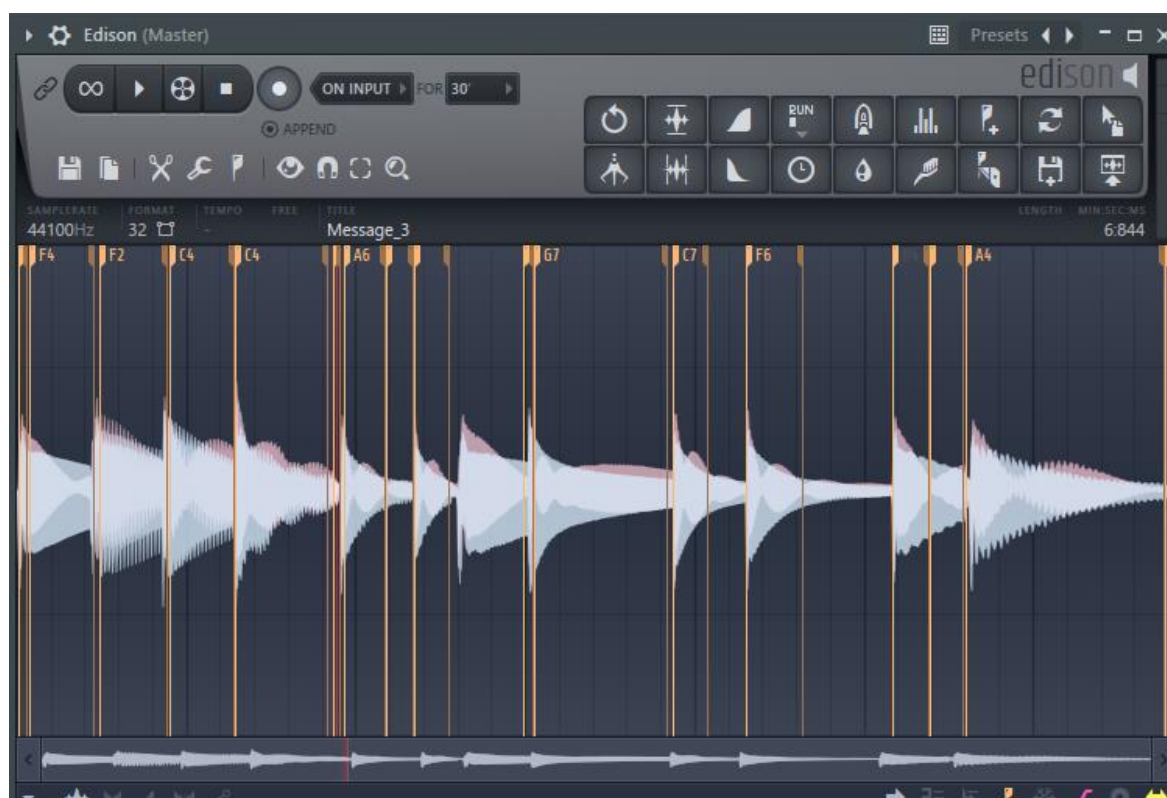 Edison (Master) Presets
ON INPUT FOR 30' edison
APPEND
RUN
SAMPLERATE FORMAT TEMPO FREE TITLE LENGTH MIN:SEC:MS
44100Hz 32 - Message_3 6:844
F4 F2 C4 C4 A6 G7 C7 F6 A4